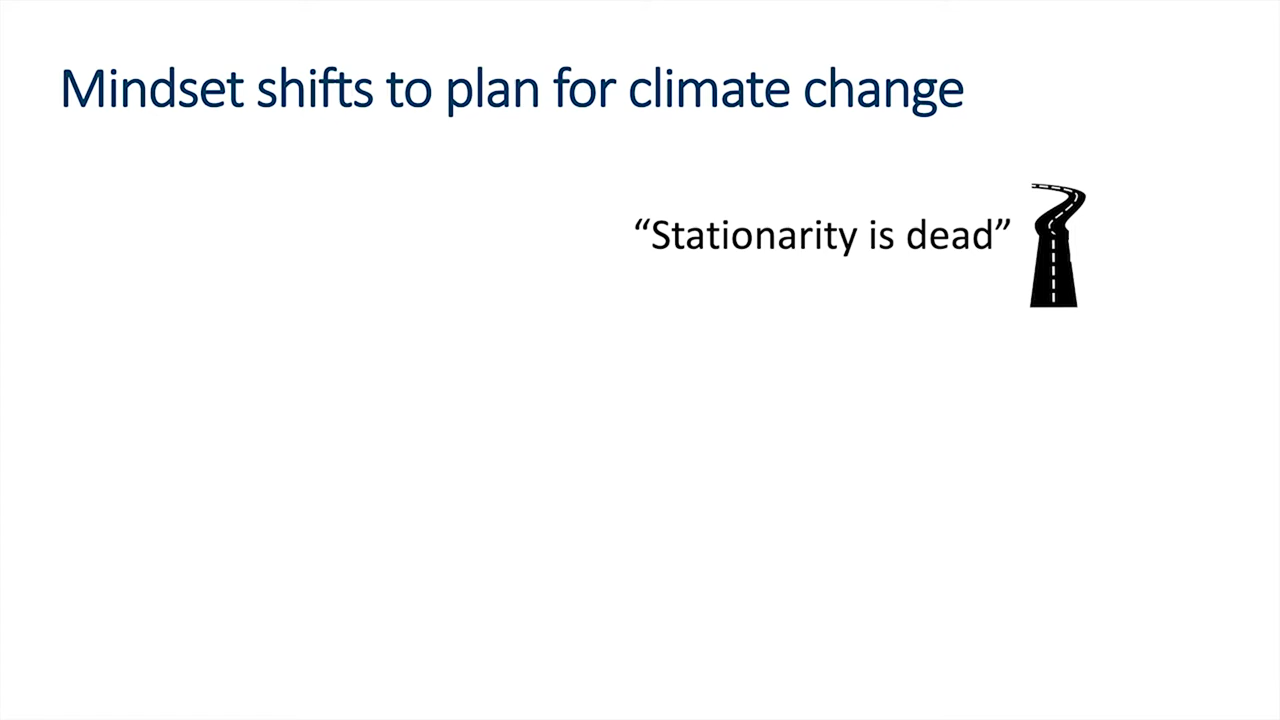 Mindset shifts to plan for climate change
“Stationarity is dead”